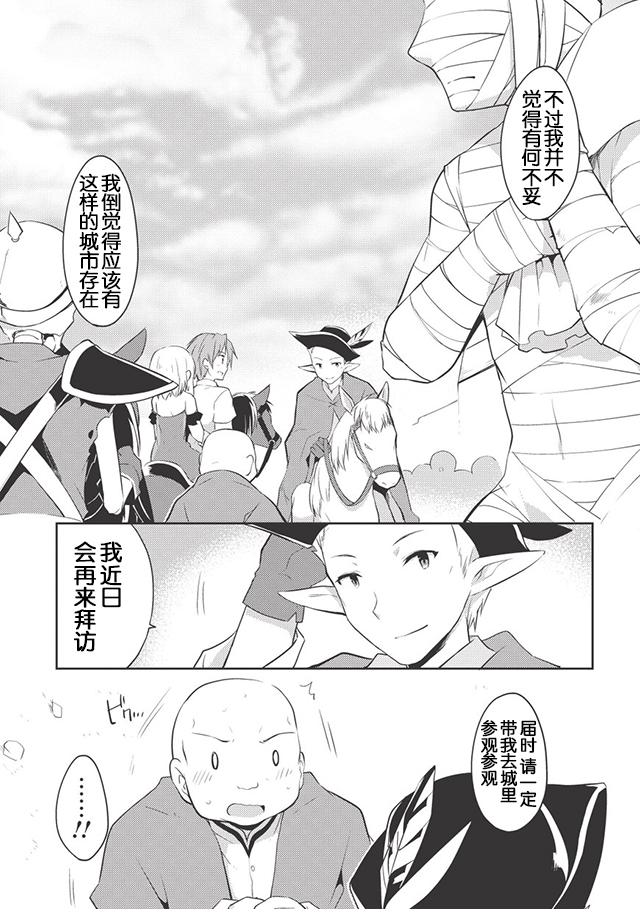 不过我并不
觉得有何不妥
我倒觉得应该有
这样的城市存在
我近日
会再来拜访
届时请一定
带我去城里
参观参观
ビク…
……!!